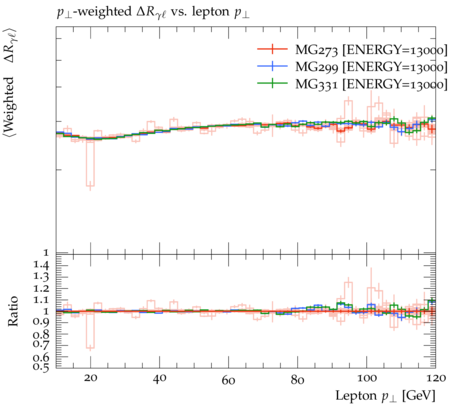 p⊥-weighted ΔRγℓ vs. lepton p⊥
⟨Weighted ΔRγℓ⟩
MG273 [ENERGY=13000]
MG299 [ENERGY=13000]
MG331 [ENERGY=13000]
1
1.4
1.3
1.2
1.1
1
0.9
0.8
0.7
0.6
0.5
Ratio
20 40 60 80 100 120
Lepton p⊥ [GeV]